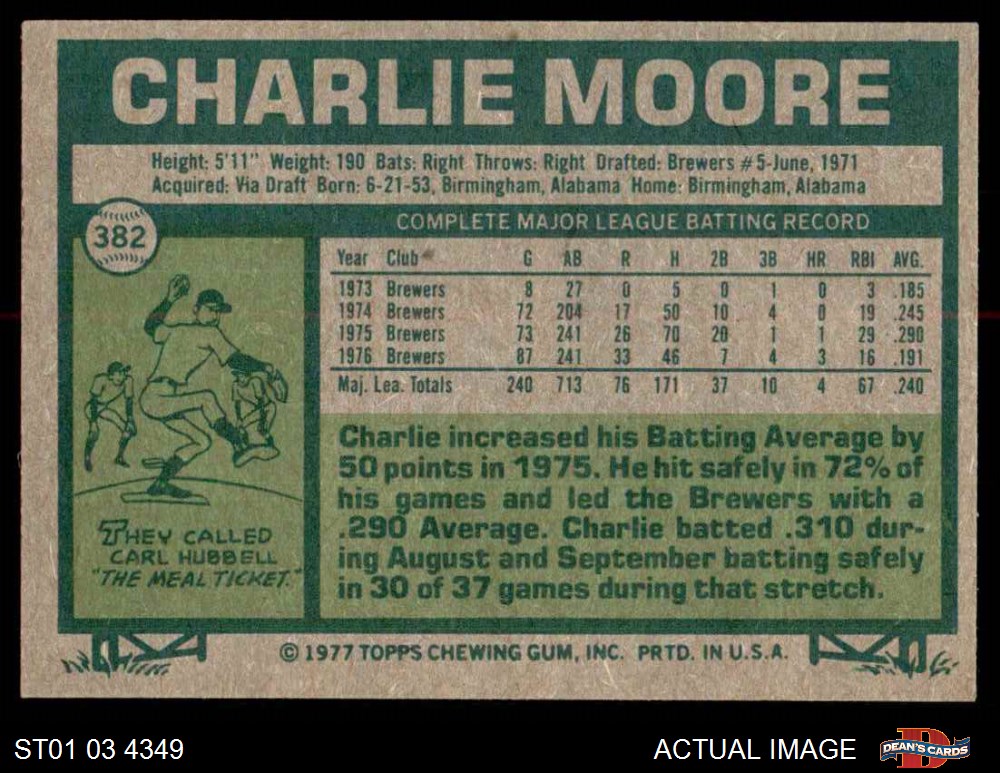 CHARLIE MOORE
Height: 5'11" Weight: 190 Bats: Right Throws: Right Drafted: Brewers #5-June, 1971
Acquired: Via Draft Born: 6-21-53, Birmingham, Alabama Home: Birmingham, Alabama
382
COMPLETE MAJOR LEAGUE BATTING RECORD
Year Club G AB R H 2B 3B HR RBI AVG.
1973 Brewers 8 27 0 5 0 1 0 3 .185
1974 Brewers 72 204 17 50 10 4 0 19 .245
1975 Brewers 73 241 26 70 20 1 1 29 .290
1976 Brewers 87 241 33 46 7 4 3 16 .191
Maj. Lea. Totals 240 713 76 171 37 10 4 67 .240
Charlie increased his Batting Average by
50 points in 1975. He hit safely in 72% of
his games and led the Brewers with a
.290 Average. Charlie batted .310 dur-
ing August and September batting safely
in 30 of 37 games during that stretch.
THEY CALLED
CARL HUBBELL
"THE MEAL TICKET."
© 1977 TOPPS CHEWING GUM, INC. PRTD. IN U.S.A.
ST01 03 4349
ACTUAL IMAGE
D
DEAN'S CARDS